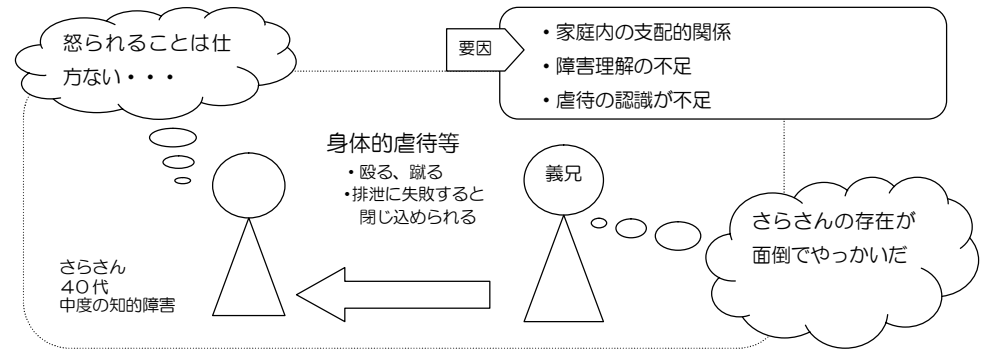 怒られることは仕
方ない・・・
要因
・家庭内の支配的関係
・障害理解の不足
・虐待の認識が不足
身体的虐待等
・殴る、蹴る
・排泄に失敗すると
閉じ込められる
義兄
さらさんの存在が
面倒でやっかいだ
さらさん
４０代
中度の知的障害